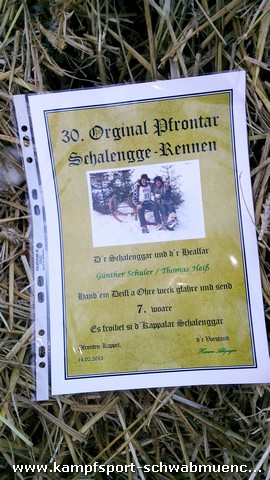 30. Orginal Pfrontar
Schalengge-Rennen
D'r Schalenggar und d'r Healfar
Günther Schuler / Thomas Heiß
Hand'em Deifl a Ohre weck gfahre und send
7. woare
Es froibet si d'Kappalar Schalenggar
Pfronten Kappel,
d'r Vorstand
14.02.2015
www.kampfsport-schwabmuenc...